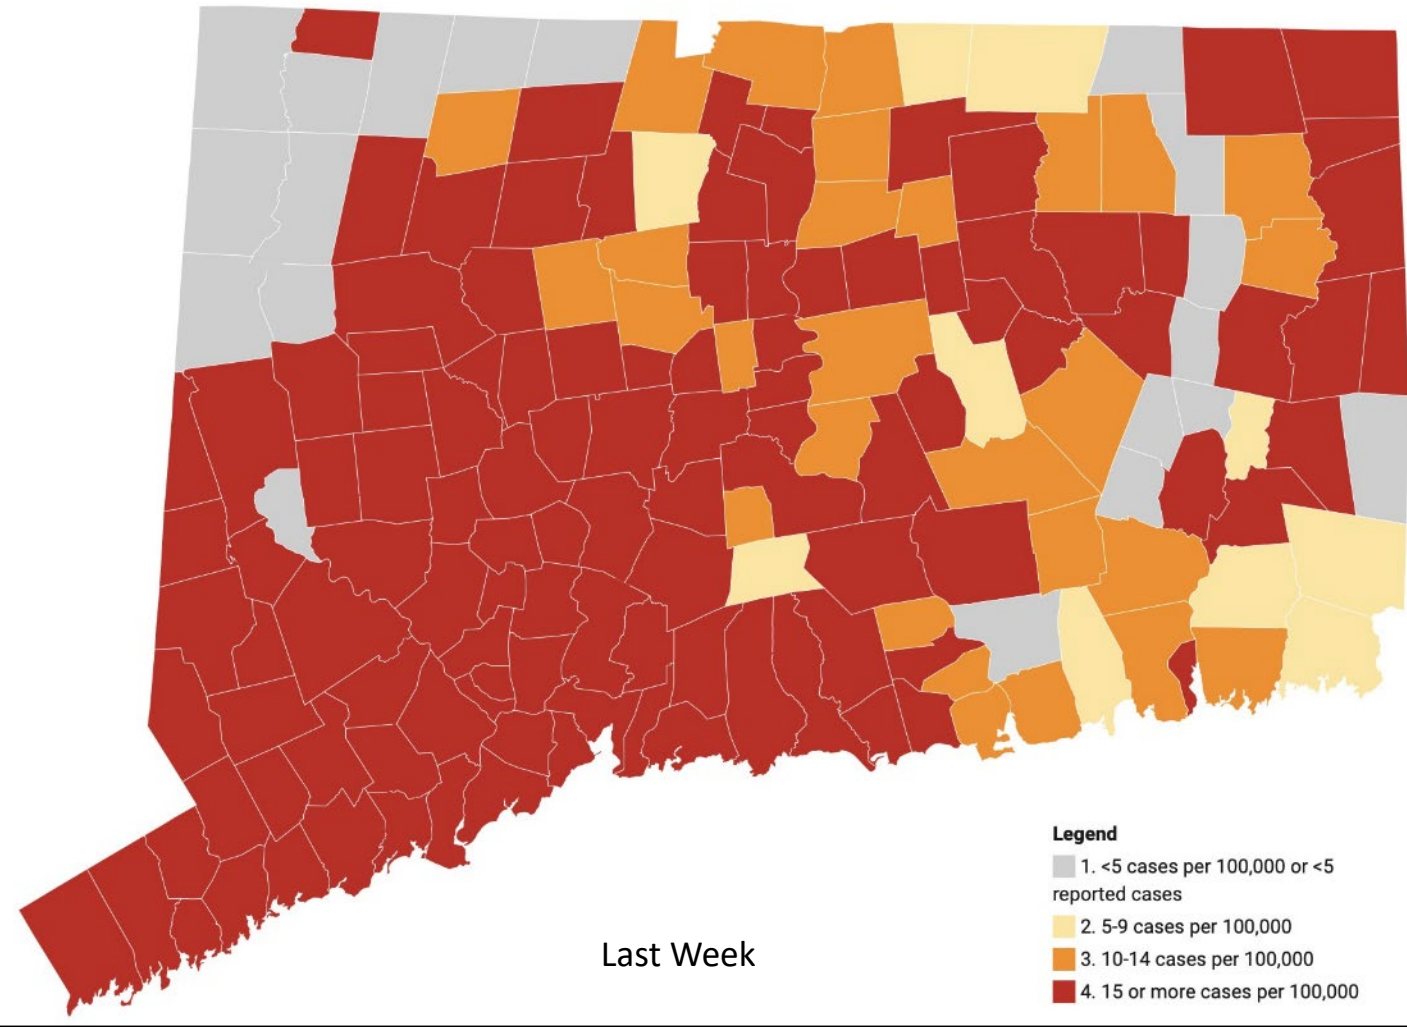 Legend
1. <5 cases per 100,000 or <5
reported cases
2. 5-9 cases per 100,000
3. 10-14 cases per 100,000
4. 15 or more cases per 100,000
Last Week